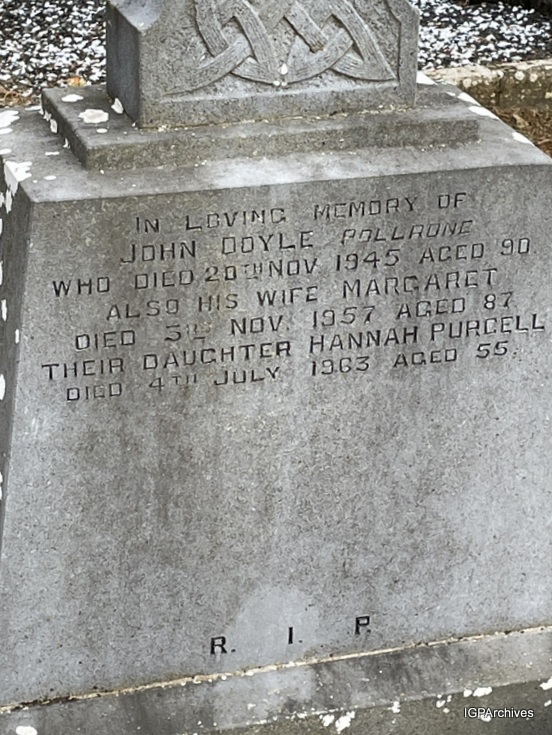 IN LOVING MEMORY OF
JOHN DOYLE POLLRONE
WHO DIED 20TH NOV 1945 AGED 90
ALSO HIS WIFE MARGARET
DIED 3RD NOV. 1957 AGED 87
THEIR DAUGHTER HANNAH PURCELL
DIED 4TH JULY 1963 AGED 55.
R. I. P.
IGPArchives